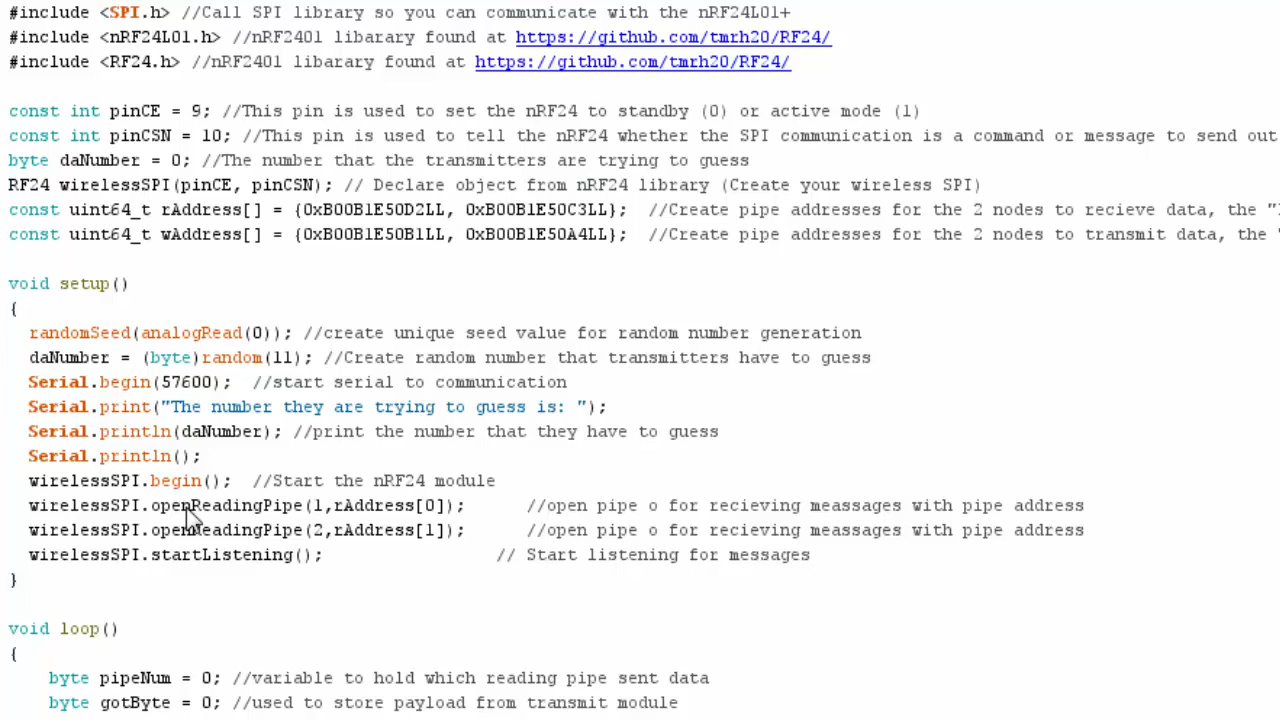 #include <SPI.h> //Call SPI library so you can communicate with the nRF24L01+
#include <nRF24L01.h> //nRF2401 libarary found at https://github.com/tmrh20/RF24/
#include <RF24.h> //nRF2401 libarary found at https://github.com/tmrh20/RF24/
const int pinCE = 9; //This pin is used to set the nRF24 to standby (0) or active mode (1)
const int pinCSN = 10; //This pin is used to tell the nRF24 whether the SPI communication is a command or message to send out
byte daNumber = 0; //The number that the transmitters are trying to guess
RF24 wirelessSPI(pinCE, pinCSN); // Declare object from nRF24 library (Create your wireless SPI)
const uint64_t rAddress[] = {0xB00B1E50D2LL, 0xB00B1E50C3LL};  //Create pipe addresses for the 2 nodes to recieve data, the "
const uint64_t wAddress[] = {0xB00B1E50B1LL, 0xB00B1E50A4LL};  //Create pipe addresses for the 2 nodes to transmit data, the "
void setup()
{
randomSeed(analogRead(0)); //create unique seed value for random number generation
daNumber = (byte)random(11); //Create random number that transmitters have to guess
Serial.begin(57600);  //start serial to communication
Serial.print("The number they are trying to guess is: ");
Serial.println(daNumber); //print the number that they have to guess
Serial.println();
wirelessSPI.begin();  //Start the nRF24 module
wirelessSPI.openReadingPipe(1,rAddress[0]);      //open pipe o for recieving meassages with pipe address
wirelessSPI.openReadingPipe(2,rAddress[1]);      //open pipe o for recieving meassages with pipe address
wirelessSPI.startListening();                 // Start listening for messages
}
void loop()
{
byte pipeNum = 0; //variable to hold which reading pipe sent data
byte gotByte = 0; //used to store payload from transmit module